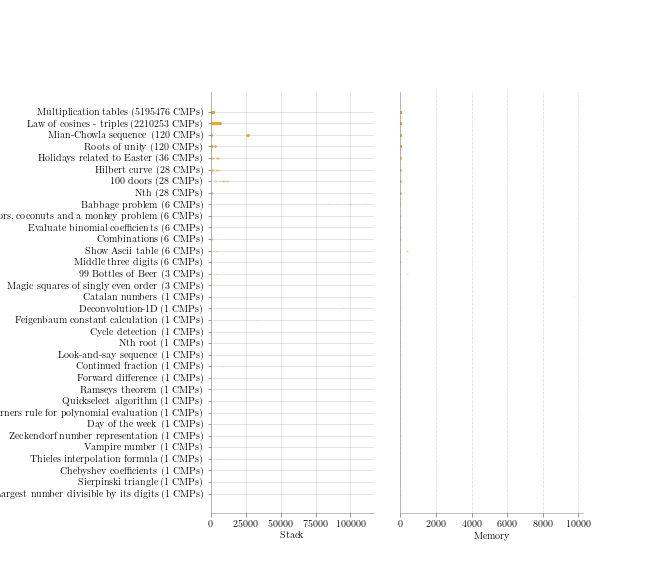 Multiplication tables (5195476 CMPs)
Law of cosines - triples (2210253 CMPs)
Mian-Chowla sequence (120 CMPs)
Roots of unity (120 CMPs)
Holidays related to Easter (36 CMPs)
Hilbert curve (28 CMPs)
100 doors (28 CMPs)
Nth (28 CMPs)
Babbage problem (6 CMPs)
ors, coconuts and a monkey problem (6 CMPs)
Evaluate binomial coefficients (6 CMPs)
Combinations (6 CMPs)
Show Ascii table (6 CMPs)
Middle three digits (6 CMPs)
99 Bottles of Beer (3 CMPs)
Magic squares of singly even order (3 CMPs)
Catalan numbers (1 CMPs)
Deconvolution-1D (1 CMPs)
Feigenbaum constant calculation (1 CMPs)
Cycle detection (1 CMPs)
Nth root (1 CMPs)
Look-and-say sequence (1 CMPs)
Continued fraction (1 CMPs)
Forward difference (1 CMPs)
Ramseys theorem (1 CMPs)
Quickselect algorithm (1 CMPs)
rners rule for polynomial evaluation (1 CMPs)
Day of the week (1 CMPs)
Zeckendorf number representation (1 CMPs)
Vampire number (1 CMPs)
Thieles interpolation formula (1 CMPs)
Chebyshev coefficients (1 CMPs)
Sierpinski triangle (1 CMPs)
argest number divisible by its digits (1 CMPs)
0 25000 50000 75000 100000
Stack
0 2000 4000 6000 8000 10000
Memory